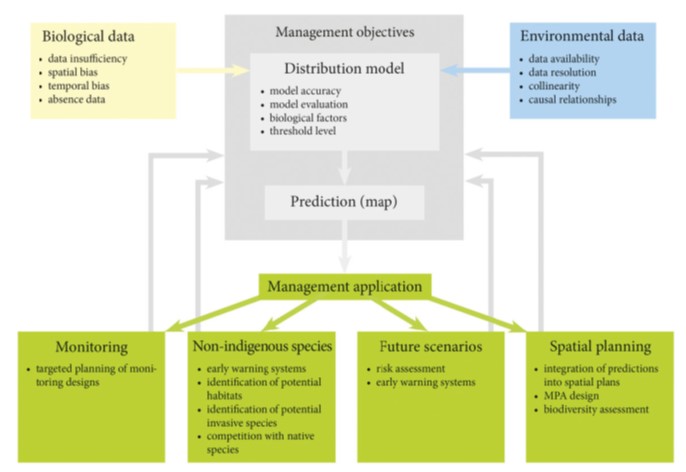 Biological data
• data insufficiency
• spatial bias
• temporal bias
• absence data
Management objectives
Distribution model
• model accuracy
• model evaluation
• biological factors
• threshold level
Environmental data
• data availability
• data resolution
• collinearity
• causal relationships
Prediction (map)
Management application
Monitoring
• targeted planning of moni-
toring designs
Non-indigenous species
• early warning systems
• identification of potential
habitats
• identification of potential
invasive species
• competition with native
species
Future scenarios
• risk assessment
• early warning systems
Spatial planning
• integration of predictions
into spatial plans
• MPA design
• biodiversity assessment